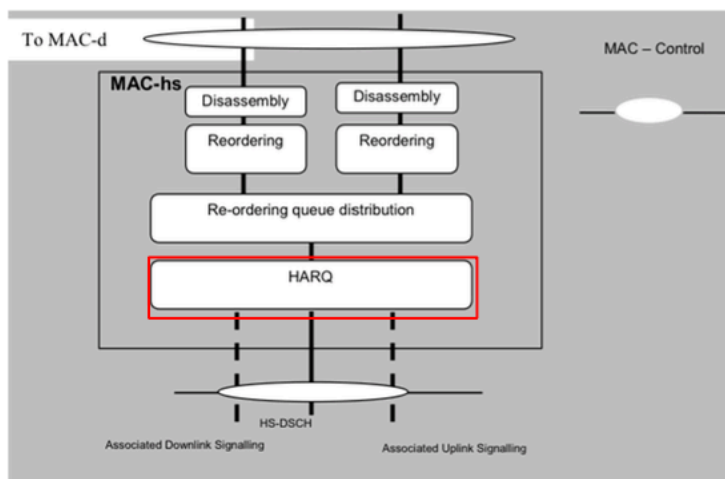 To MAC-d
MAC – Control
MAC-hs
Disassembly
Disassembly
Reordering
Reordering
Re-ordering queue distribution
HARQ
HS-DSCH
Associated Downlink Signalling
Associated Uplink Signalling